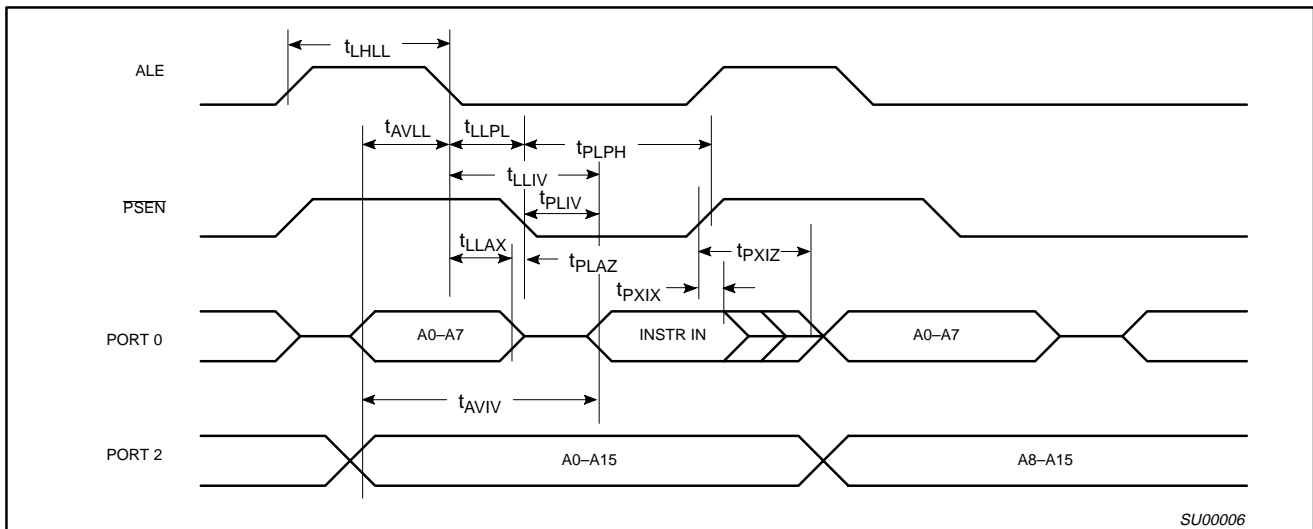 tLHLL
ALE
tAVLL
tLLPL
tPLPH
tLLIV
PSEN
tPLIV
tLLAX
tPLAZ
tPXIZ
tPXIX
PORT 0
A0–A7
INSTR IN
A0–A7
tAVIV
PORT 2
A0–A15
A8–A15
SU00006